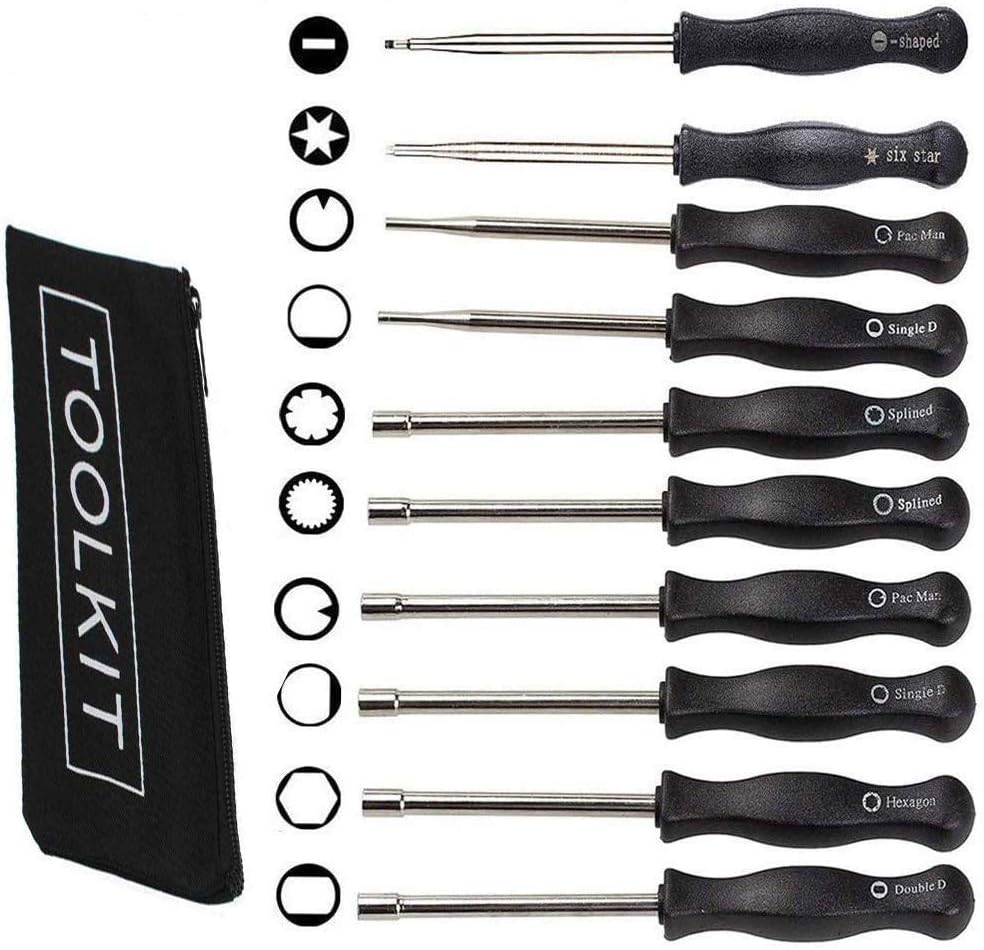 TOOLKIT
-shaped
six star
Pac Man
Single D
Splined
Splined
Pac Man
Single D
Hexagon
Double D